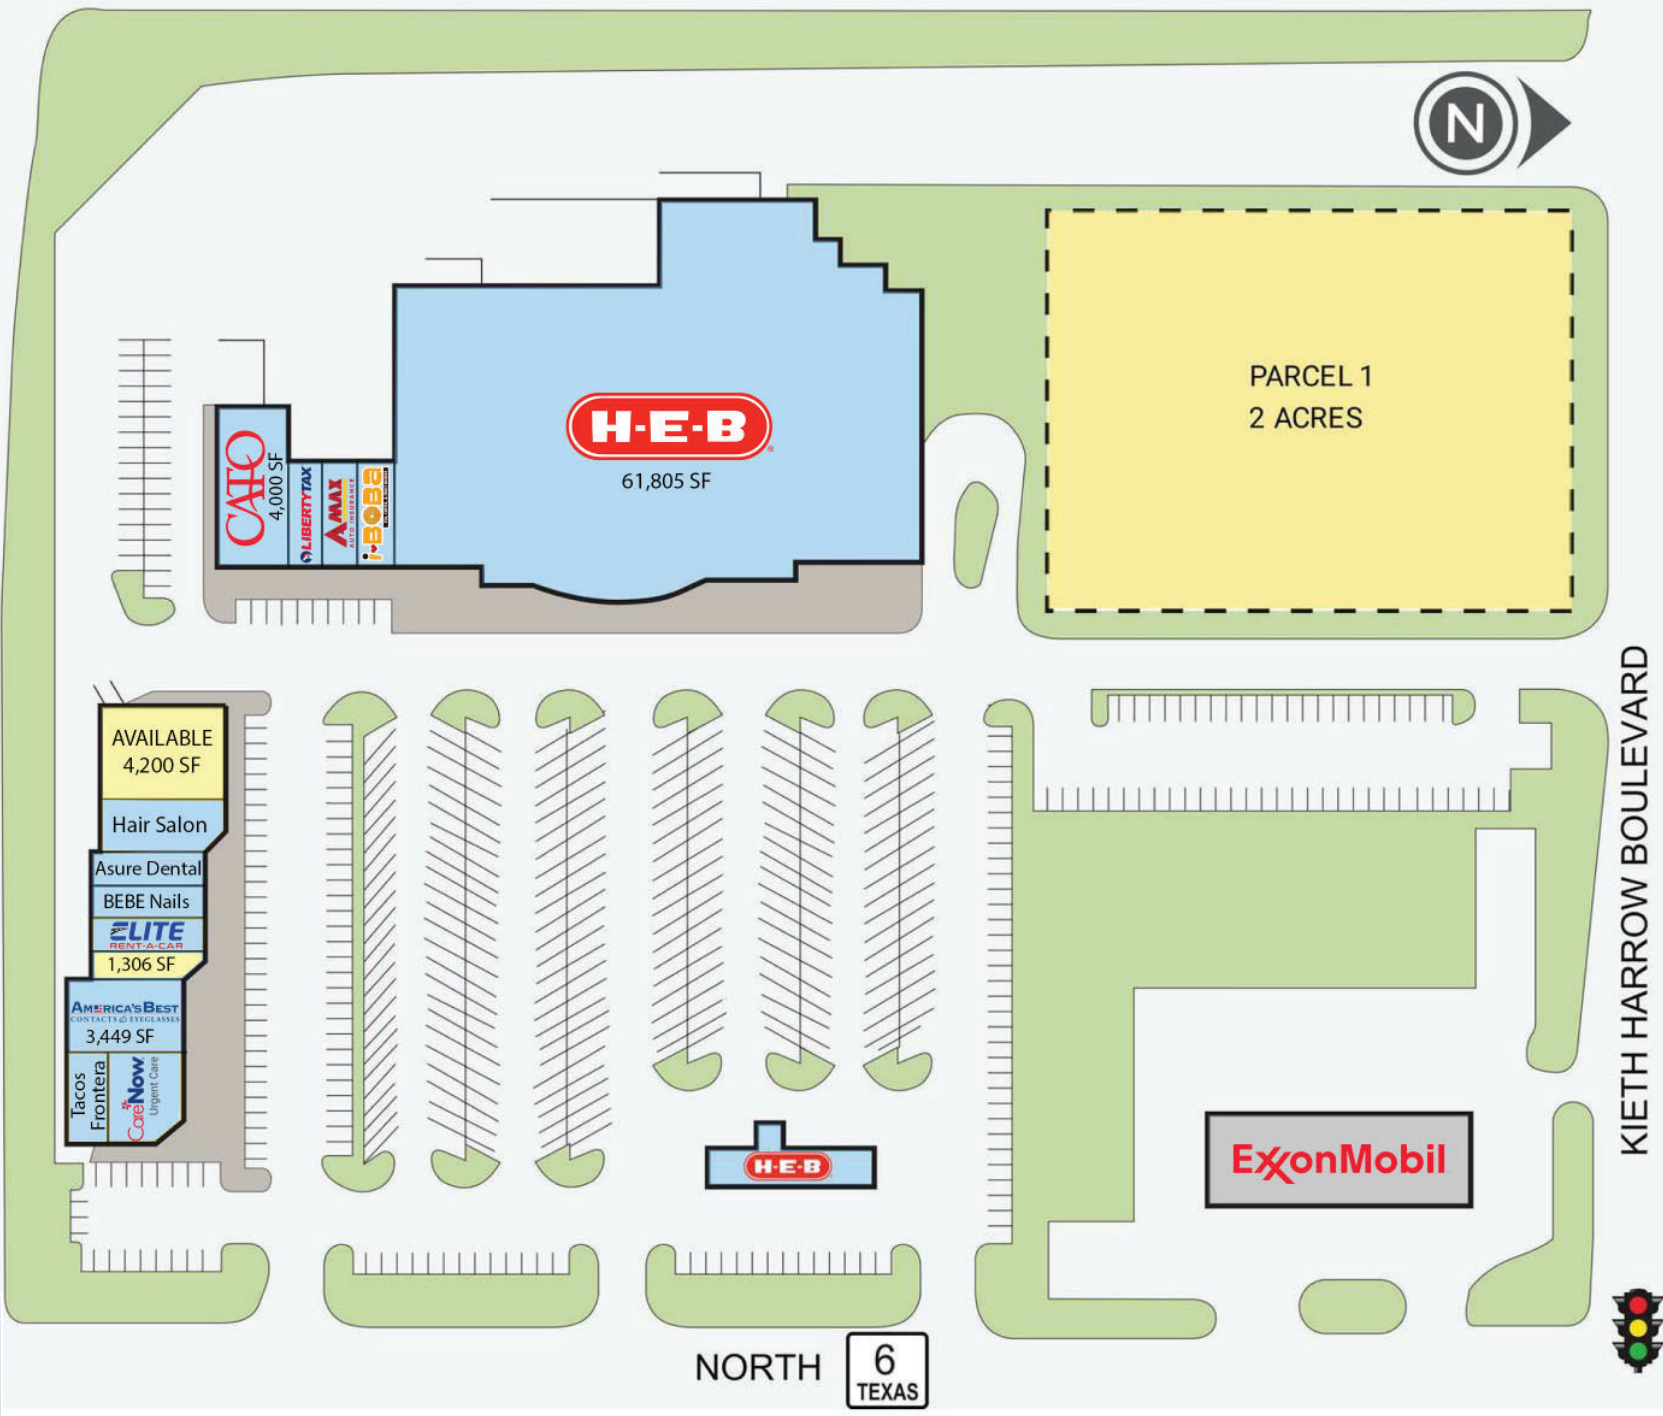 N
PARCEL 1
2 ACRES
H-E-B
61,805 SF
CATO
4,000 SF
LIBERTY TAX
AMAX
AUTO INSURANCE
i♥BOBa
AVAILABLE
4,200 SF
Hair Salon
Asure Dental
BEBE Nails
ELITE
RENT-A-CAR
1,306 SF
AMERICA'S BEST
CONTACTS & EYEGLASSES
3,449 SF
Tacos
Frontera
CareNow
Urgent Care
H-E-B
ExxonMobil
KIETH HARROW BOULEVARD
NORTH
6
TEXAS